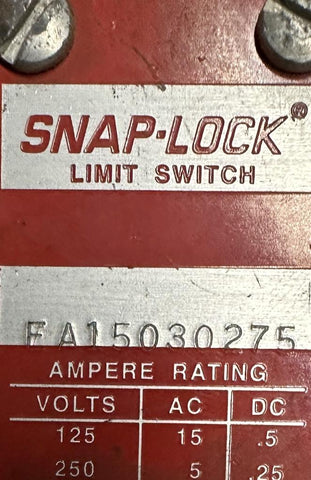 SNAP-LOCK®
LIMIT SWITCH
EA15030275
AMPERE RATING
VOLTS AC DC
125 15 .5
250 5 .25